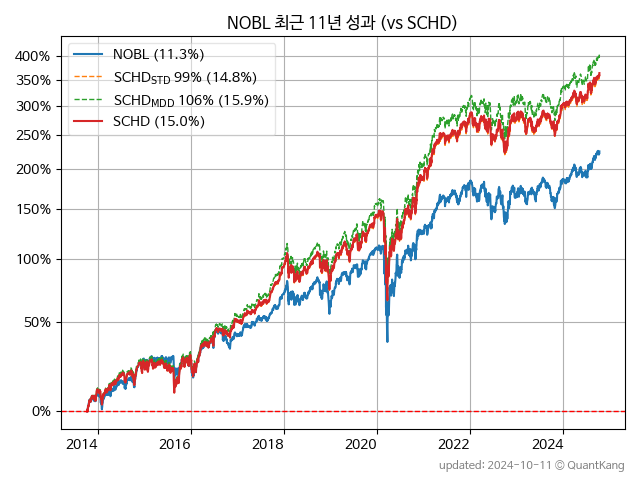 NOBL 최근 11년 성과 (vs SCHD)
NOBL (11.3%)
SCHD_STD 99% (14.8%)
SCHD_MDD 106% (15.9%)
SCHD (15.0%)
400%
350%
300%
250%
200%
150%
100%
50%
0%
2014 2016 2018 2020 2022 2024
updated: 2024-10-11 © QuantKang